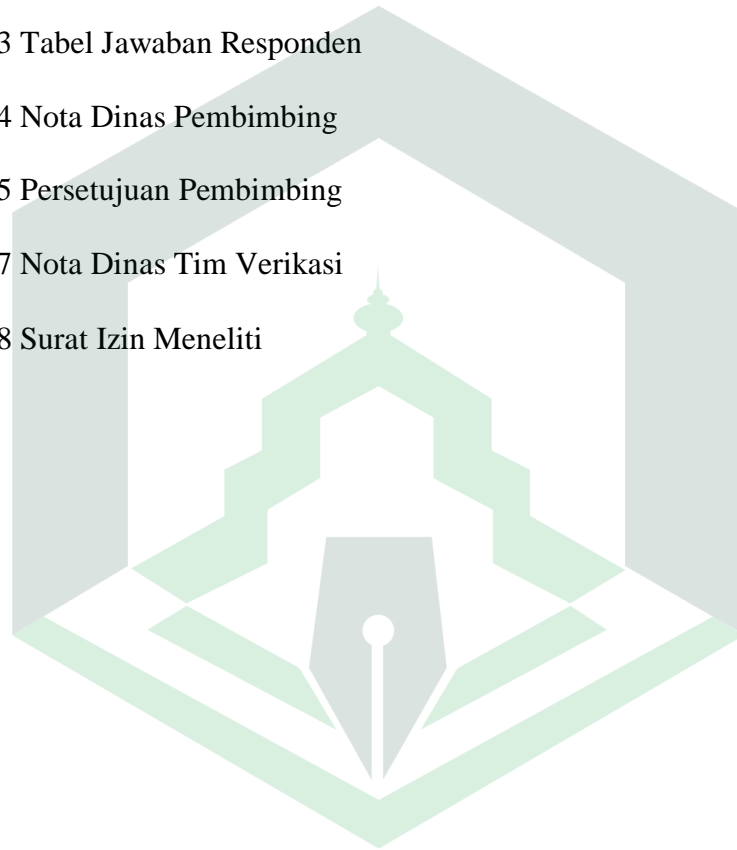 3 Tabel Jawaban Responden
4 Nota Dinas Pembimbing
5 Persetujuan Pembimbing
7 Nota Dinas Tim Verikasi
8 Surat Izin Meneliti